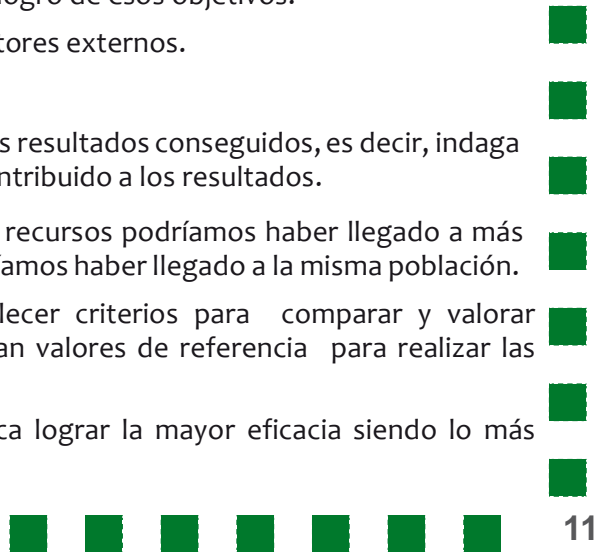 logro de esos objetivos.
tores externos.
s resultados conseguidos, es decir, indaga
ntribuido a los resultados.
recursos podríamos haber llegado a más
amos haber llegado a la misma población.
lecer criterios para comparar y valorar
an valores de referencia para realizar las
ca lograr la mayor eficacia siendo lo más
11